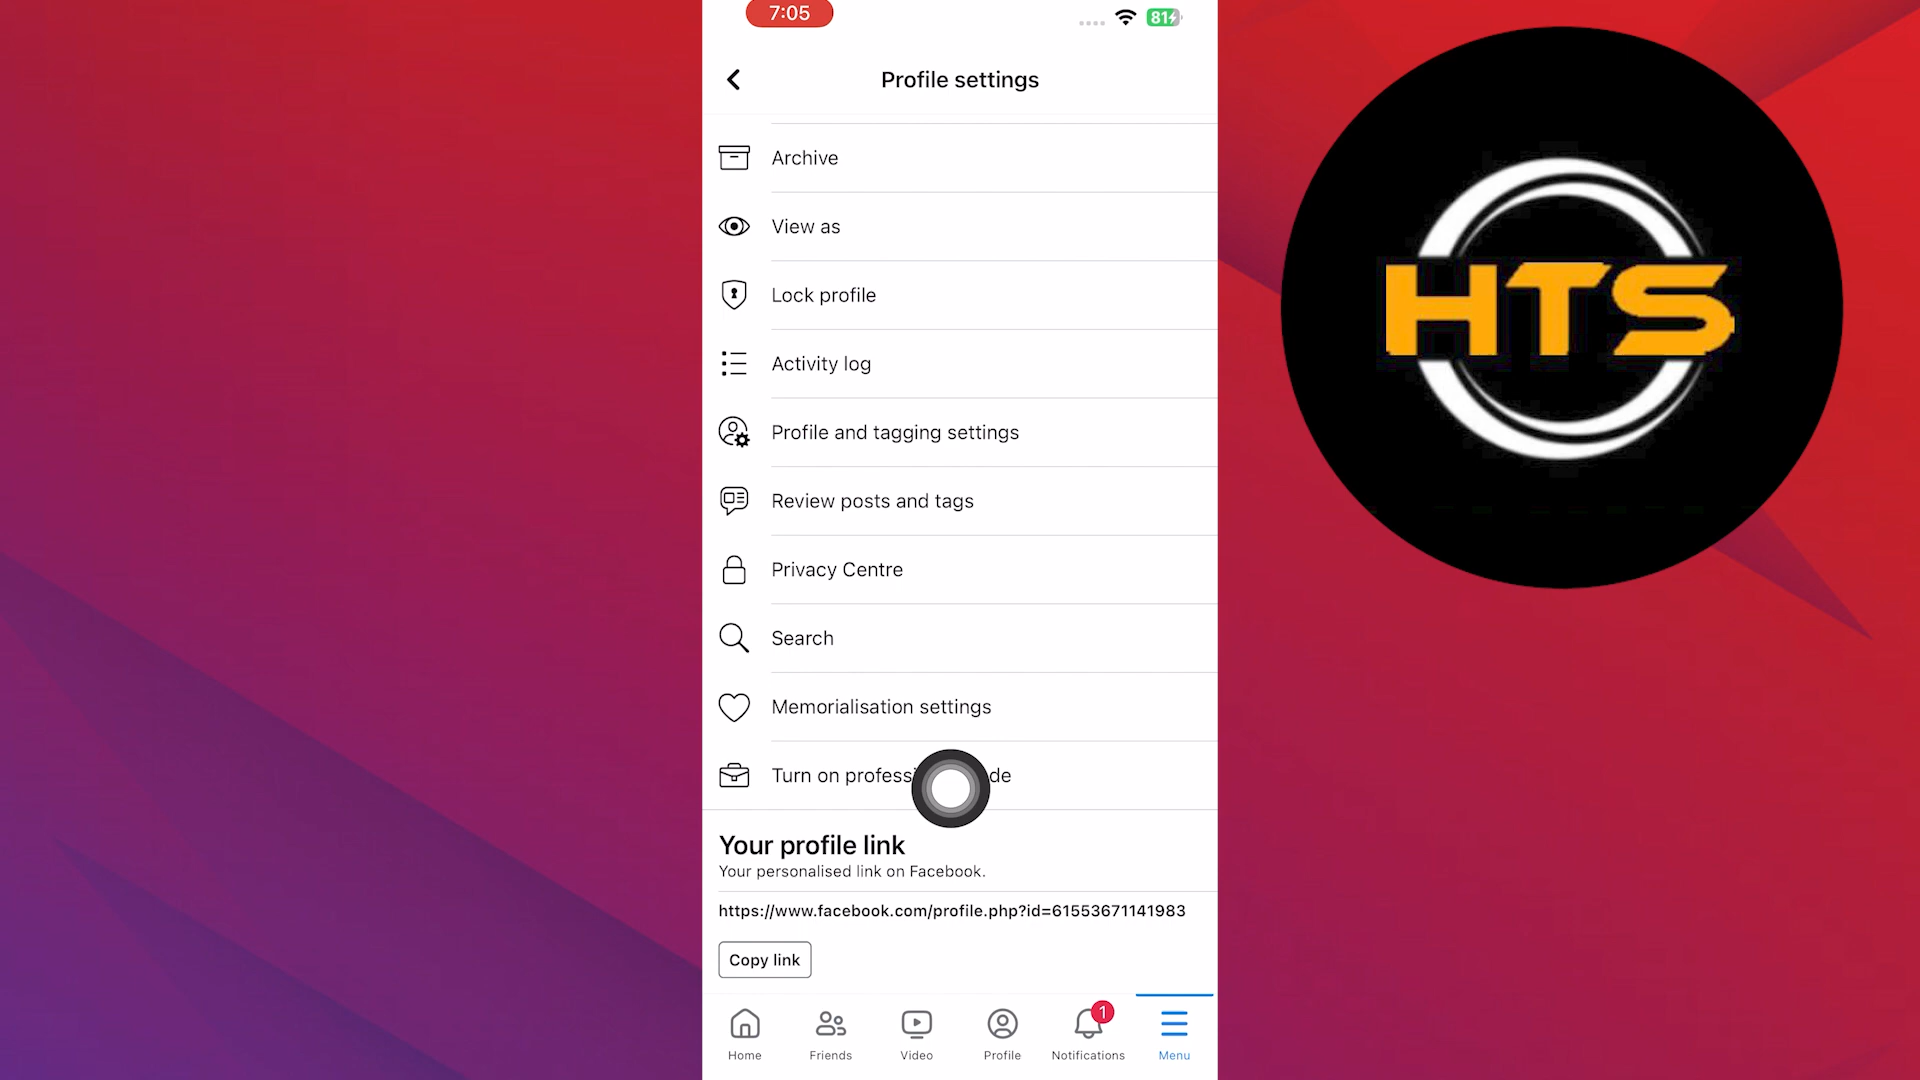 7:05
81
Profile settings
Archive
View as
Lock profile
Activity log
Profile and tagging settings
Review posts and tags
Privacy Centre
Search
Memorialisation settings
Turn on
Your profile link
Your personalised link on Facebook.
https://www.facebook.com/profile.php?id=61553671141983
Copy link
1
Home Friends Video Profile Notifications Menu
HTS